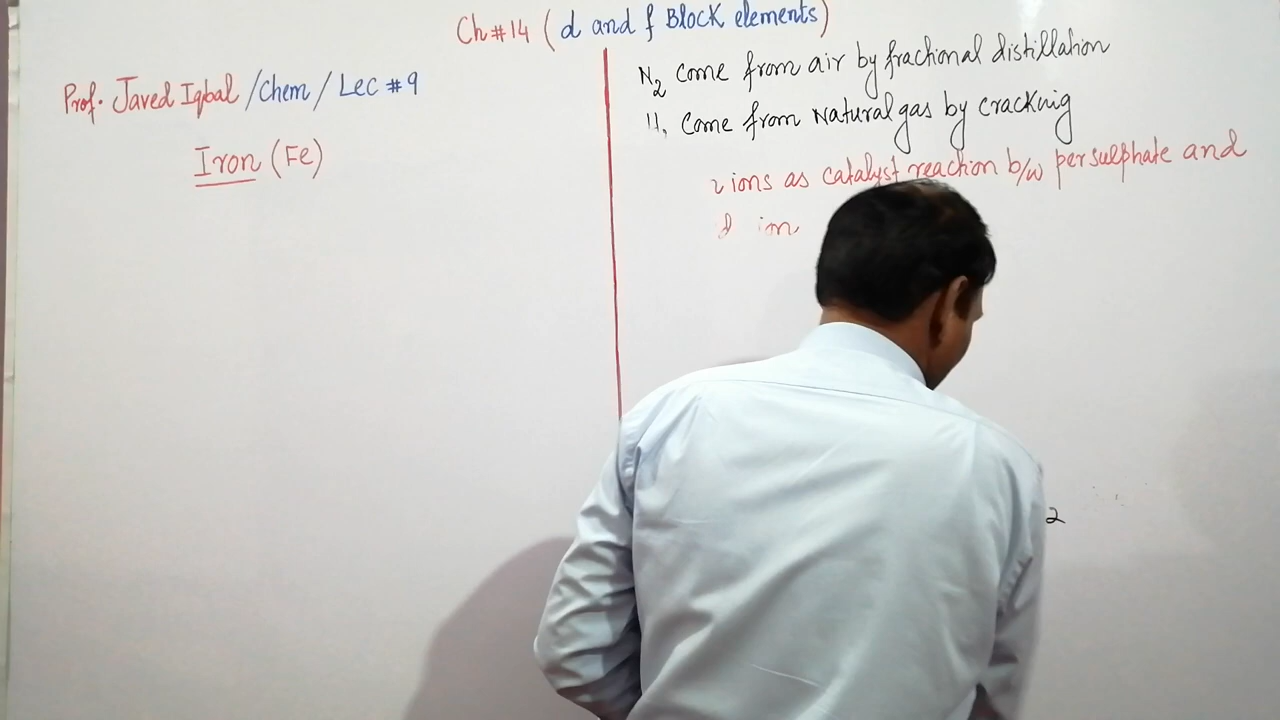 Ch #14 ( d and f Block elements)
Prof. Javed Iqbal /Chem / Lec # 9
Iron (Fe)
N2 come from air by fractional distillation
come from Natural gas by cracking
ions as catalyst reaction b/w persulphate and
2